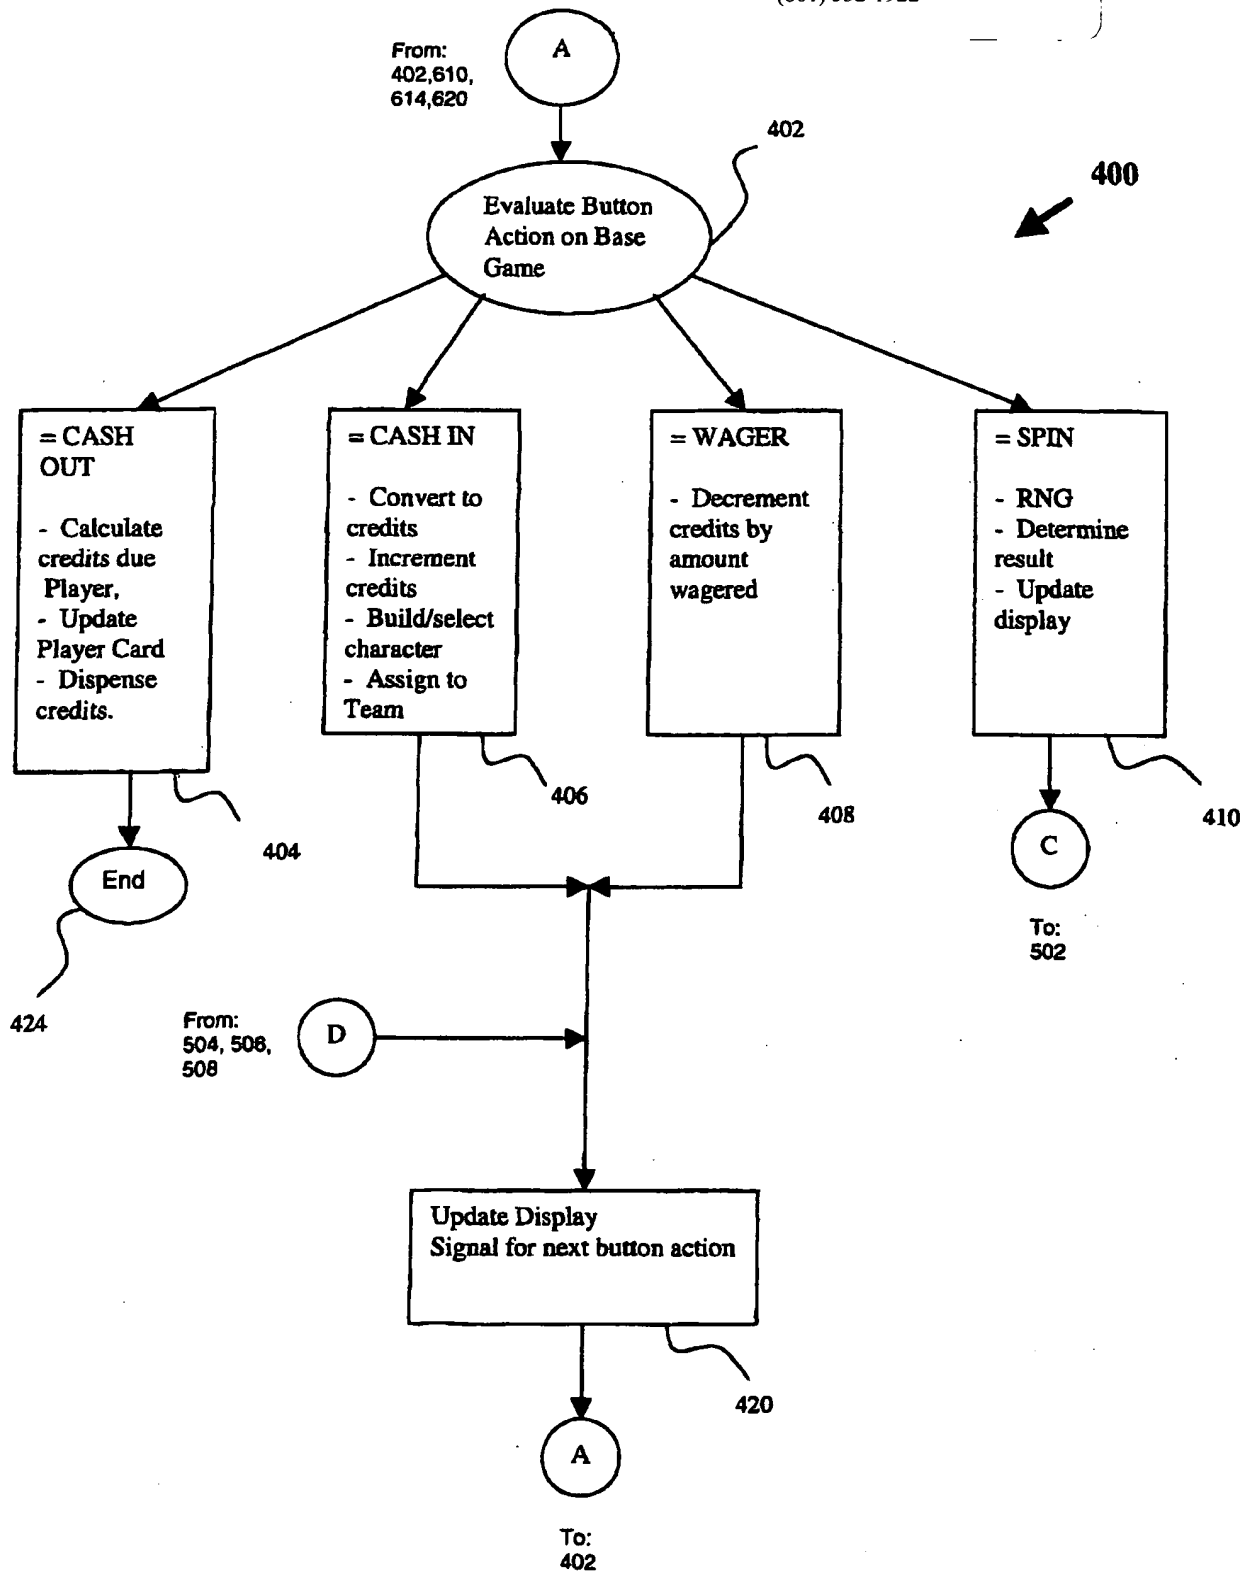 A
From:
402,610,
614,620
402
400
Evaluate Button
Action on Base
Game
= CASH
OUT
- Calculate
credits due
Player,
- Update
Player Card
- Dispense
credits.
= CASH IN
- Convert to
credits
- Increment
credits
- Build/select
character
- Assign to
Team
= WAGER
- Decrement
credits by
amount
wagered
= SPIN
- RNG
- Determine
result
- Update
display
404
406
408
410
End
424
C
To:
502
From:
504, 506,
508
D
Update Display
Signal for next button action
420
A
To:
402